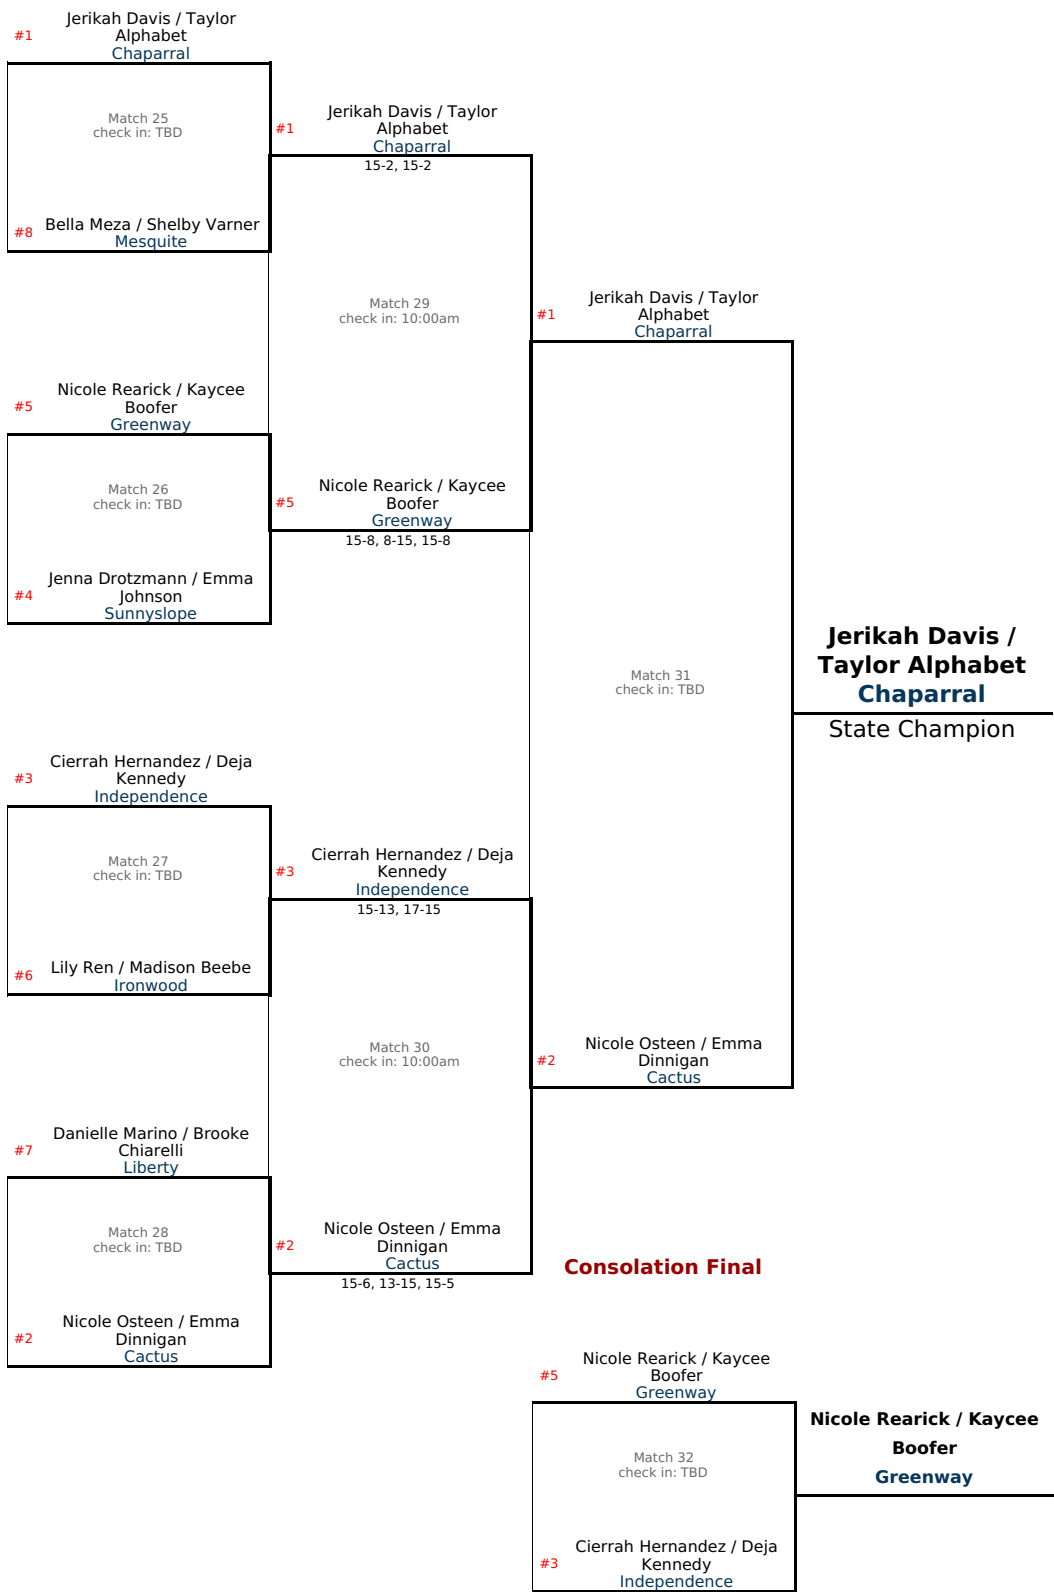 #1
Jerikah Davis / Taylor
Alphabet
Chaparral
Match 25
check in: TBD
#8
Bella Meza / Shelby Varner
Mesquite
#5
Nicole Rearick / Kaycee
Boofer
Greenway
Match 26
check in: TBD
#4
Jenna Drotzmann / Emma
Johnson
Sunnyslope
#3
Cierrah Hernandez / Deja
Kennedy
Independence
Match 27
check in: TBD
#6
Lily Ren / Madison Beebe
Ironwood
#7
Danielle Marino / Brooke
Chiarelli
Liberty
Match 28
check in: TBD
#2
Nicole Osteen / Emma
Dinnigan
Cactus
#1
Jerikah Davis / Taylor
Alphabet
Chaparral
15-2, 15-2
Match 29
check in: 10:00am
#5
Nicole Rearick / Kaycee
Boofer
Greenway
15-8, 8-15, 15-8
#3
Cierrah Hernandez / Deja
Kennedy
Independence
15-13, 17-15
Match 30
check in: 10:00am
#2
Nicole Osteen / Emma
Dinnigan
Cactus
15-6, 13-15, 15-5
#1
Jerikah Davis / Taylor
Alphabet
Chaparral
Match 31
check in: TBD
#2
Nicole Osteen / Emma
Dinnigan
Cactus
Jerikah Davis /
Taylor Alphabet
Chaparral
State Champion
Consolation Final
#5
Nicole Rearick / Kaycee
Boofer
Greenway
Match 32
check in: TBD
#3
Cierrah Hernandez / Deja
Kennedy
Independence
Nicole Rearick / Kaycee
Boofer
Greenway